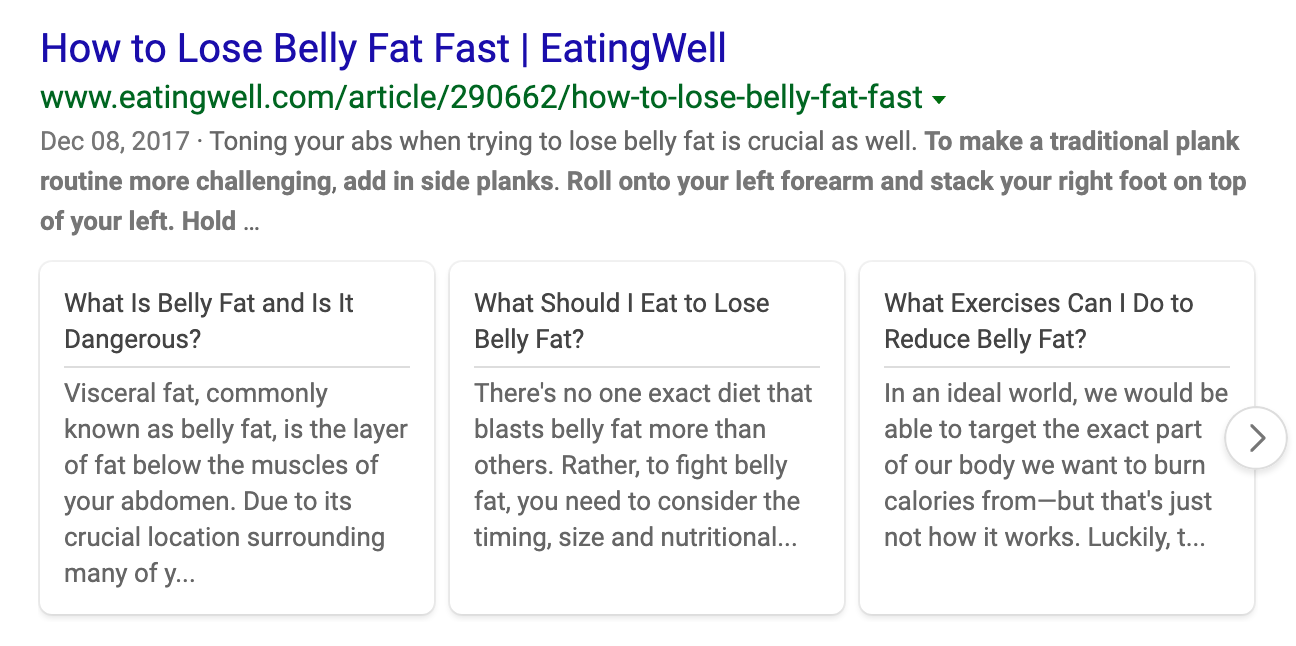 How to Lose Belly Fat Fast | EatingWell
www.eatingwell.com/article/290662/how-to-lose-belly-fat-fast
Dec 08, 2017 · Toning your abs when trying to lose belly fat is crucial as well. To make a traditional plank
routine more challenging, add in side planks. Roll onto your left forearm and stack your right foot on top
of your left. Hold ...
What Is Belly Fat and Is It
Dangerous?
Visceral fat, commonly
known as belly fat, is the layer
of fat below the muscles of
your abdomen. Due to its
crucial location surrounding
many of y...
What Should I Eat to Lose
Belly Fat?
There's no one exact diet that
blasts belly fat more than
others. Rather, to fight belly
fat, you need to consider the
timing, size and nutritional...
What Exercises Can I Do to
Reduce Belly Fat?
In an ideal world, we would be
able to target the exact part
of our body we want to burn
calories from—but that's just
not how it works. Luckily, t...